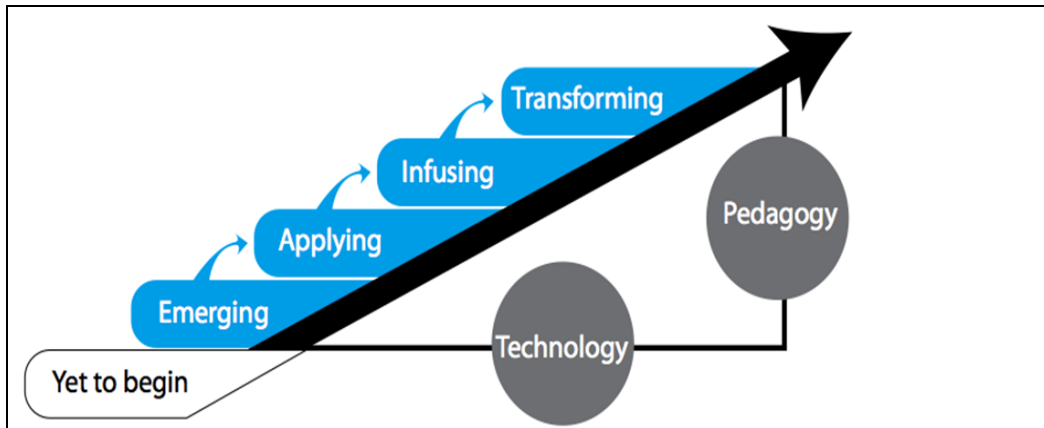 Transforming
Infusing
Pedagogy
Applying
Emerging
Technology
Yet to begin